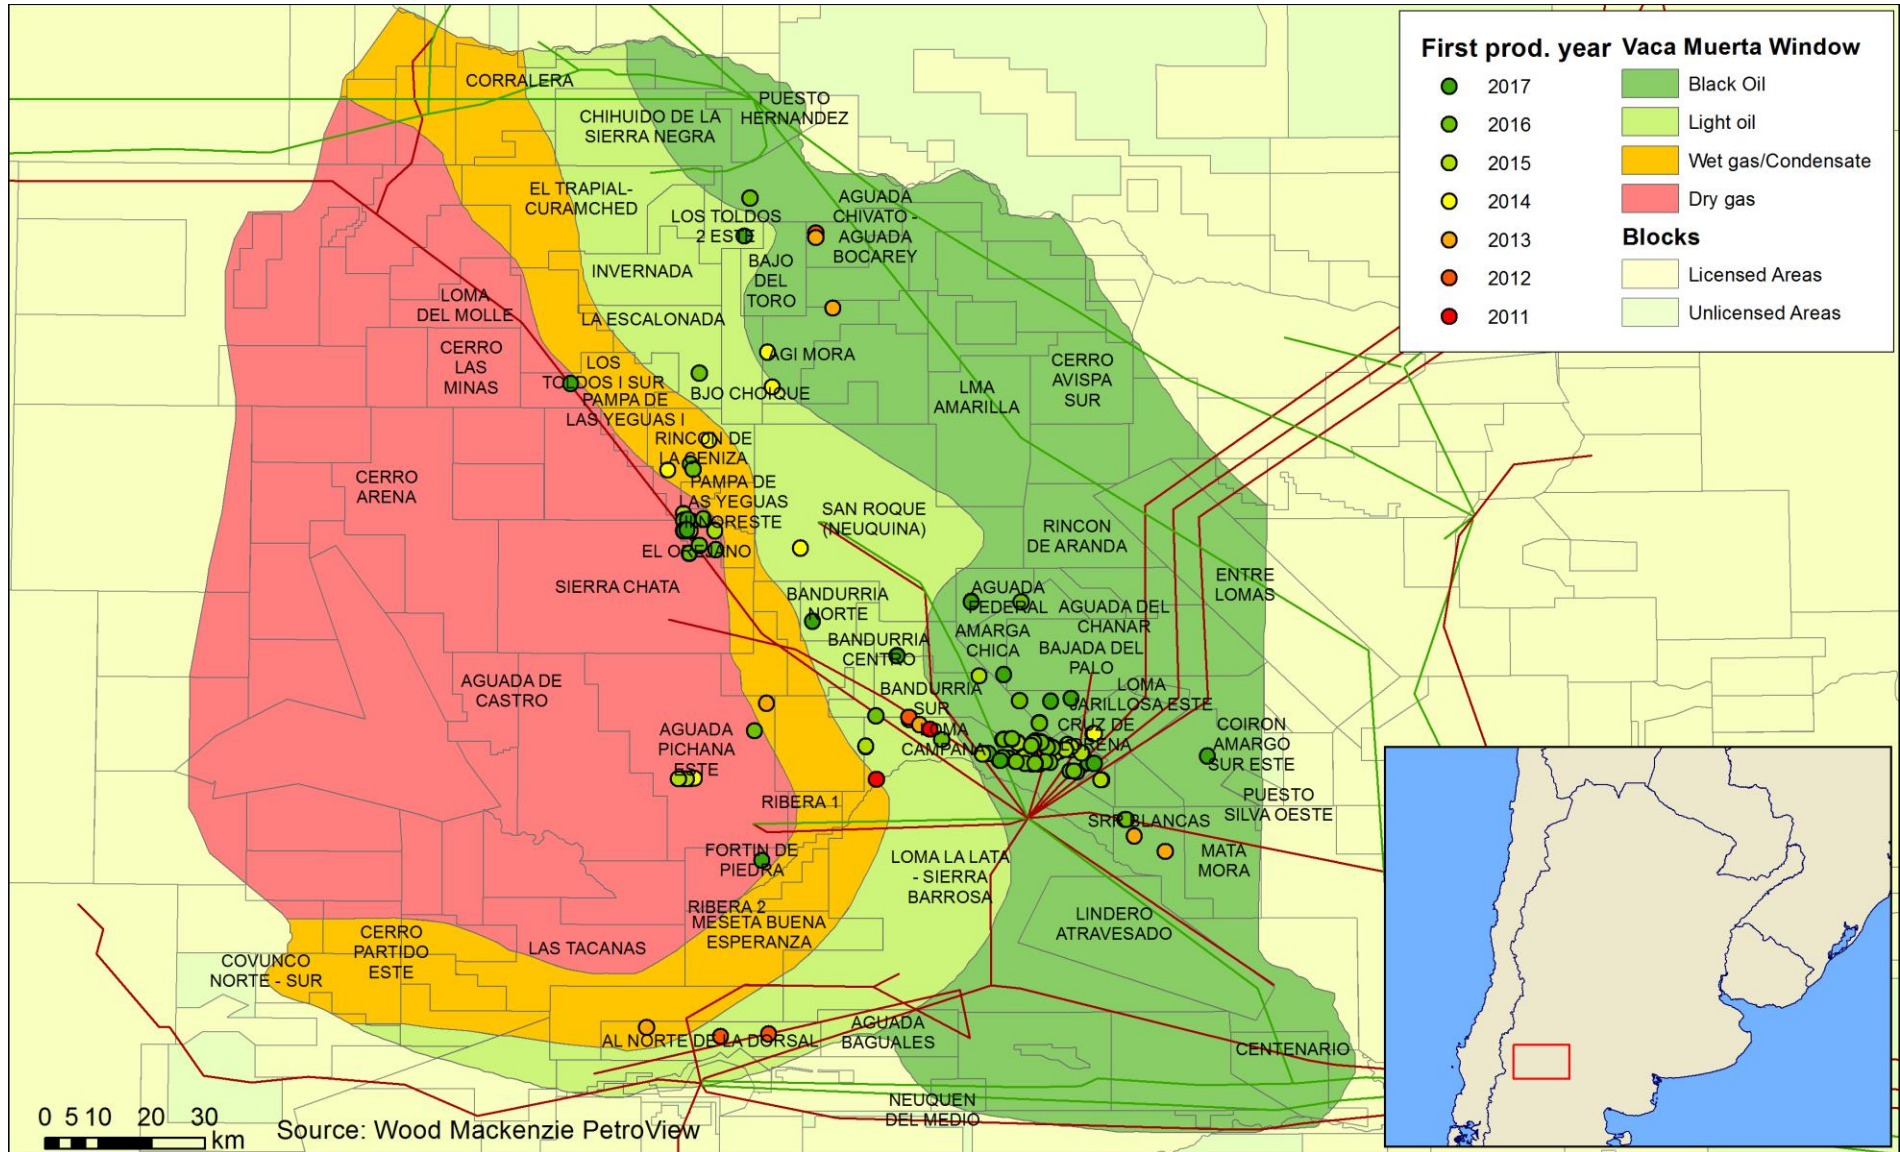 First prod. year
2017
2016
2015
2014
2013
2012
2011
Vaca Muerta Window
Black Oil
Light oil
Wet gas/Condensate
Dry gas
Blocks
Licensed Areas
Unlicensed Areas
CORRALERA
CHIHUIDO DE LA
SIERRA NEGRA
PUESTO
HERNANDEZ
EL TRAPIAL-
CURAMCHED
LOS TOLDOS
2 ESTE
AGUADA
CHIVATO -
AGUADA
BOCAREY
INVERNADA
BAJO
DEL
TORO
LOMA
DEL MOLLE
LA ESCALONADA
CERRO
LAS
MINAS
LOS
TOLDOS I SUR
AGI MORA
BJO CHOIQUE
LMA
AMARILLA
CERRO
AVISPA
SUR
PAMPA DE
LAS YEGUAS I
RINCON DE
LA CENIZA
CERRO
ARENA
PAMPA DE
LAS YEGUAS
NORESTE
EL OREJANO
SAN ROQUE
(NEUQUINA)
RINCON
DE ARANDA
SIERRA CHATA
BANDURRIA
NORTE
AGUADA
FEDERAL
AGUADA DEL
CHANAR
ENTRE
LOMAS
BANDURRIA
CENTRO
AMARGA
CHICA
BAJADA DEL
PALO
AGUADA DE
CASTRO
BANDURRIA
SUR
LOMA
JARILLOSA ESTE
AGUADA
PICHANA
ESTE
LOMA
CAMPANA
CRUZ DE
LORENA
COIRON
AMARGO
SUR ESTE
RIBERA 1
PUESTO
SILVA OESTE
SRR BLANCAS
FORTIN DE
PIEDRA
LOMA LA LATA
- SIERRA
BARROSA
MATA
MORA
RIBERA 2
MESETA BUENA
ESPERANZA
LINDERO
ATRAVESADO
CERRO
PARTIDO
ESTE
LAS TACANAS
COVUNCO
NORTE - SUR
AL NORTE DE LA DORSAL
AGUADA
BAGUALES
CENTENARIO
NEUQUEN
DEL MEDIO
0 5 10 20 30
km
Source: Wood Mackenzie PetroView